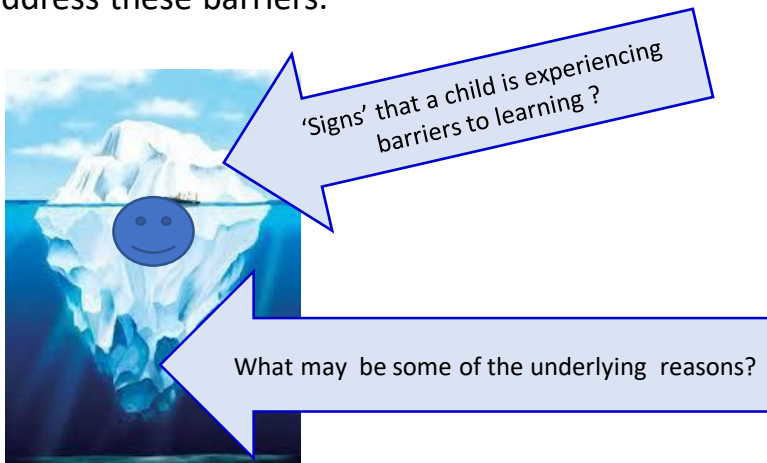 ddress these barriers.
‘Signs’ that a child is experiencing
barriers to learning ?
What may be some of the underlying reasons?